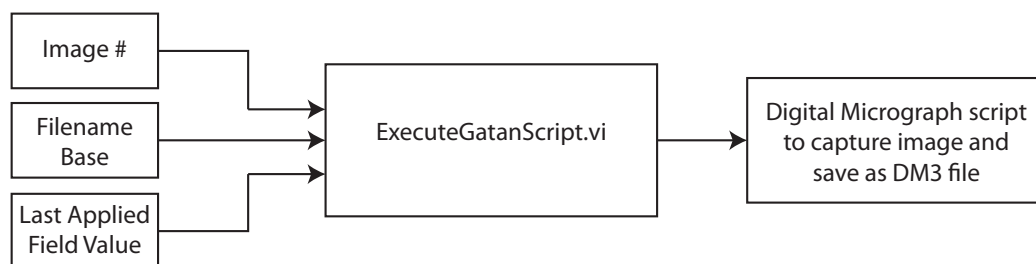 Image #
Filename
Base
Last Applied
Field Value
ExecuteGatanScript.vi
Digital Micrograph script
to capture image and
save as DM3 file